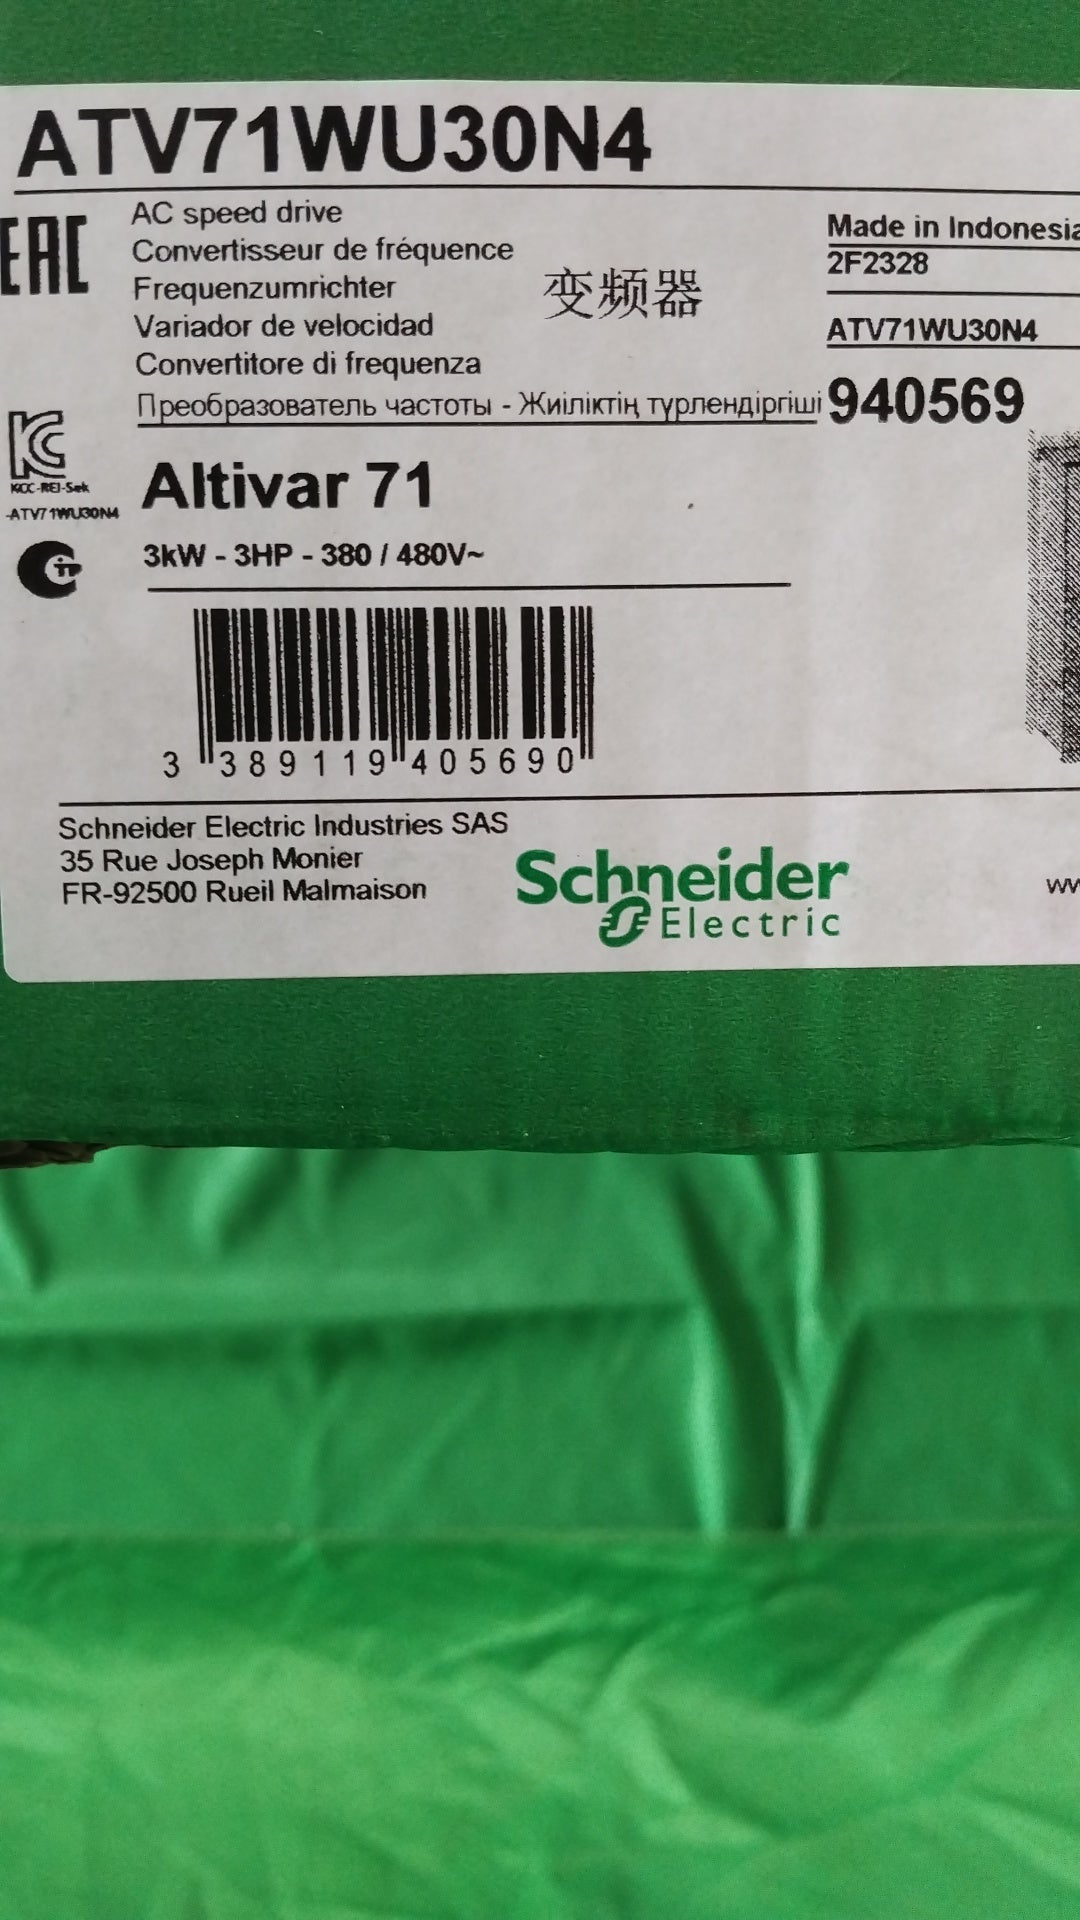 ATV71WU30N4
EAC
AC speed drive
Convertisseur de fréquence
Frequenzumrichter
Variador de velocidad
Convertitore di frequenza
Преобразователь частоты - Жиіліктің түрлендіргіші
变频器
Made in Indonesia
2F2328
ATV71WU30N4
940569
KCC-REI-Sek
-ATV71WU30N4
Altivar 71
3kW - 3HP - 380 / 480V~
3 389119 405690
Schneider Electric Industries SAS
35 Rue Joseph Monier
FR-92500 Rueil Malmaison
Schneider
Electric